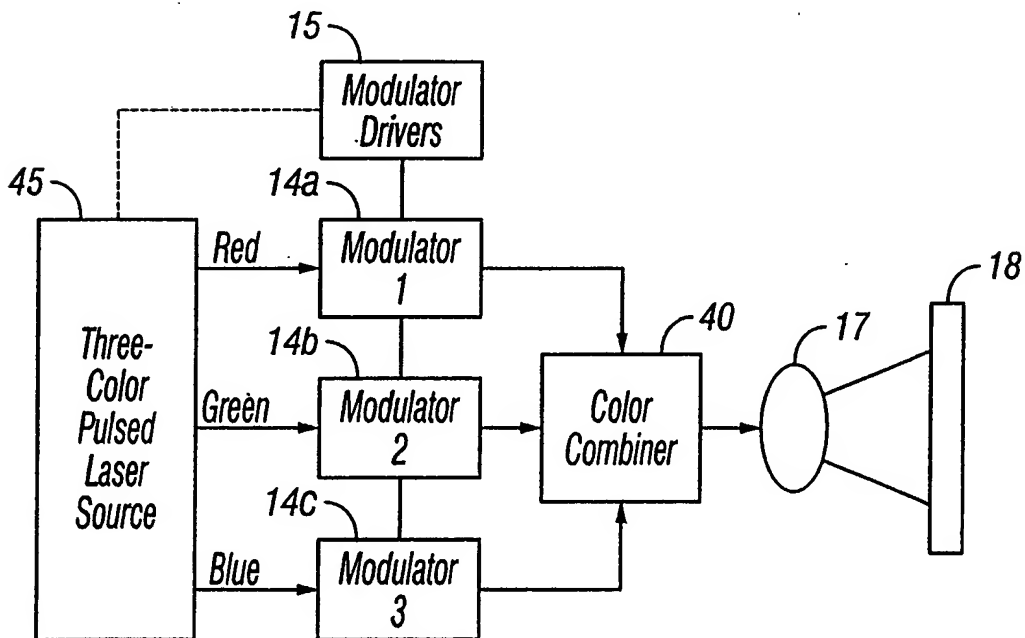 15
Modulator
Drivers
45
14a
Red
Modulator
1
18
14b
40
17
Three-
Color
Pulsed
Laser
Source
Green
Modulator
2
Color
Combiner
14c
Blue
Modulator
3